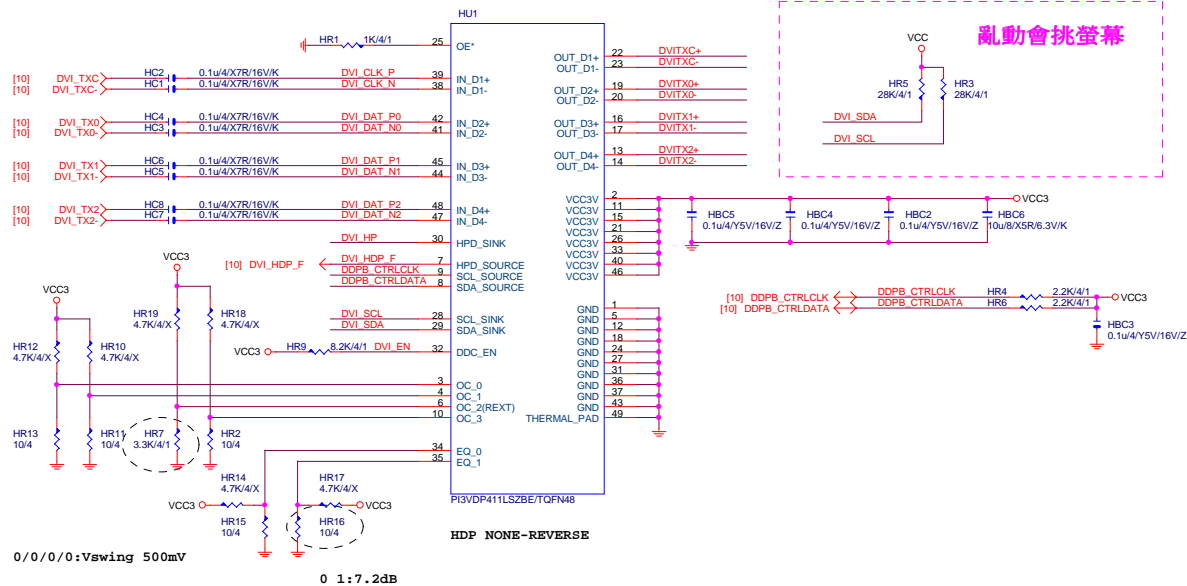 HU1
HR1 1K/4/1 25 OE*
[10] DVI_TXC HC2 0.1u/4/X7R/16V/K DVI_CLK_P 39 IN_D1+
[10] DVI_TXC- HC1 0.1u/4/X7R/16V/K DVI_CLK_N 38 IN_D1-
[10] DVI_TX0 HC4 0.1u/4/X7R/16V/K DVI_DAT_P0 42 IN_D2+
[10] DVI_TX0- HC3 0.1u/4/X7R/16V/K DVI_DAT_N0 41 IN_D2-
[10] DVI_TX1 HC6 0.1u/4/X7R/16V/K DVI_DAT_P1 45 IN_D3+
[10] DVI_TX1- HC5 0.1u/4/X7R/16V/K DVI_DAT_N1 44 IN_D3-
[10] DVI_TX2 HC8 0.1u/4/X7R/16V/K DVI_DAT_P2 48 IN_D4+
[10] DVI_TX2- HC7 0.1u/4/X7R/16V/K DVI_DAT_N2 47 IN_D4-
DVI_HP 30 HPD_SINK
[10] DVI_HDP_F DVI_HDP_F 7 HPD_SOURCE
DDPB_CTRLCLK 9 SCL_SOURCE
DDPB_CTRLDATA 8 SDA_SOURCE
DVI_SCL 28 SCL_SINK
DVI_SDA 29 SDA_SINK
VCC3 HR9 8.2K/4/1 DVI_EN 32 DDC_EN
3 OC_0
4 OC_1
6 OC_2(REXT)
10 OC_3
34 EQ_0
35 EQ_1
OUT_D1+ 22 DVITXC+
OUT_D1- 23 DVITXC-
OUT_D2+ 19 DVITX0+
OUT_D2- 20 DVITX0-
OUT_D3+ 16 DVITX1+
OUT_D3- 17 DVITX1-
OUT_D4+ 13 DVITX2+
OUT_D4- 14 DVITX2-
VCC3V 2
VCC3V 11
VCC3V 15
VCC3V 21
VCC3V 26
VCC3V 33
VCC3V 40
VCC3V 46
GND 1
GND 5
GND 12
GND 18
GND 24
GND 27
GND 31
GND 36
GND 37
GND 43
THERMAL_PAD 49
PI3VDP411LSZBE/TQFN48
HDP NONE-REVERSE
亂動會挑螢幕
VCC
HR5
28K/4/1
HR3
28K/4/1
DVI_SDA
DVI_SCL
VCC3
HBC5
0.1u/4/Y5V/16V/Z
HBC4
0.1u/4/Y5V/16V/Z
HBC2
0.1u/4/Y5V/16V/Z
HBC6
10u/8/X5R/6.3V/K
[10] DDPB_CTRLCLK DDPB_CTRLCLK HR4 2.2K/4/1 VCC3
[10] DDPB_CTRLDATA DDPB_CTRLDATA HR6 2.2K/4/1
HBC3
0.1u/4/Y5V/16V/Z
VCC3
HR19
4.7K/4/X
HR18
4.7K/4/X
VCC3
HR12
4.7K/4/X
HR10
4.7K/4/X
HR13
10/4
HR11
10/4
HR7
3.3K/4/1
HR2
10/4
HR14
4.7K/4/X
VCC3
HR15
10/4
HR17
4.7K/4/X
VCC3
HR16
10/4
0/0/0/0:Vswing 500mV
0 1:7.2dB